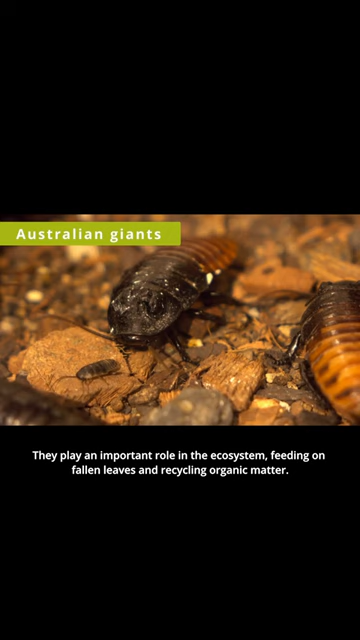 Australian giants
They play an important role in the ecosystem, feeding on
fallen leaves and recycling organic matter.